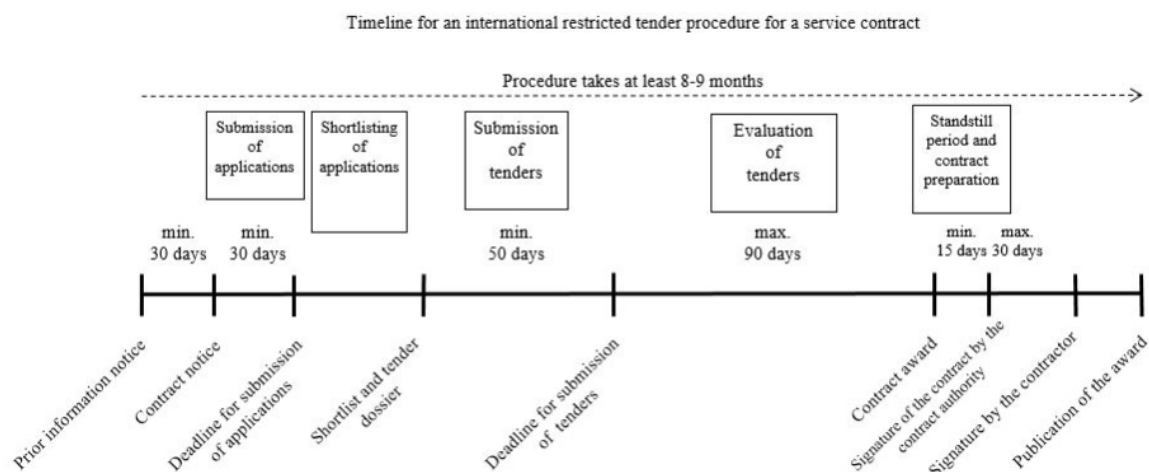 Timeline for an international restricted tender procedure for a service contract
Procedure takes at least 8-9 months
Submission
of
applications
Shortlisting
of
applications
Submission
of
tenders
Evaluation
of
tenders
Standstill
period and
contract
preparation
min.
30 days
min.
30 days
min.
50 days
max.
90 days
min.
15 days
max.
30 days
Prior information notice
Contract notice
Deadline for submission
of applications
Shortlist and tender
dossier
Deadline for submission
of tenders
Contract award
Signature of the contract by the
contract authority
Signature by the contractor
Publication of the award